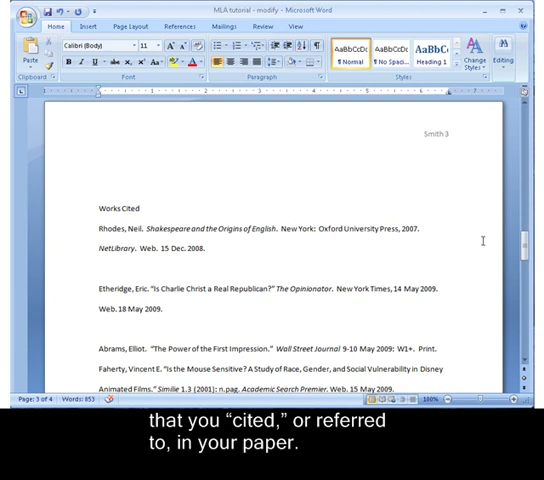 MLA tutorial - modify - Microsoft Word
Home Insert Page Layout References Mailings Review View
Paste
Clipboard
Calibri (Body) 11
B I U abc x₂ x² Aa
Font
Paragraph
AaBbCcDc AaBbCcDc AaBbCc
¶ Normal ¶ No Spaci... Heading 1
Change Styles
Styles
Editing
Smith 3
Works Cited
Rhodes, Neil. Shakespeare and the Origins of English. New York: Oxford University Press, 2007.
NetLibrary. Web. 15 Dec. 2008.
Etheridge, Eric. “Is Charlie Christ a Real Republican?” The Opinionator. New York Times, 14 May 2009.
Web. 18 May 2009.
Abrams, Elliot. “The Power of the First Impression.” Wall Street Journal 9-10 May 2009: W1+. Print.
Faherty, Vincent E. “Is the Mouse Sensitive? A Study of Race, Gender, and Social Vulnerability in Disney
Animated Films.” Similie 1.3 (2001): n.pag. Academic Search Premier. Web. 15 May 2009.
Page: 3 of 4 Words: 853 180%
that you “cited,” or referred
to, in your paper.